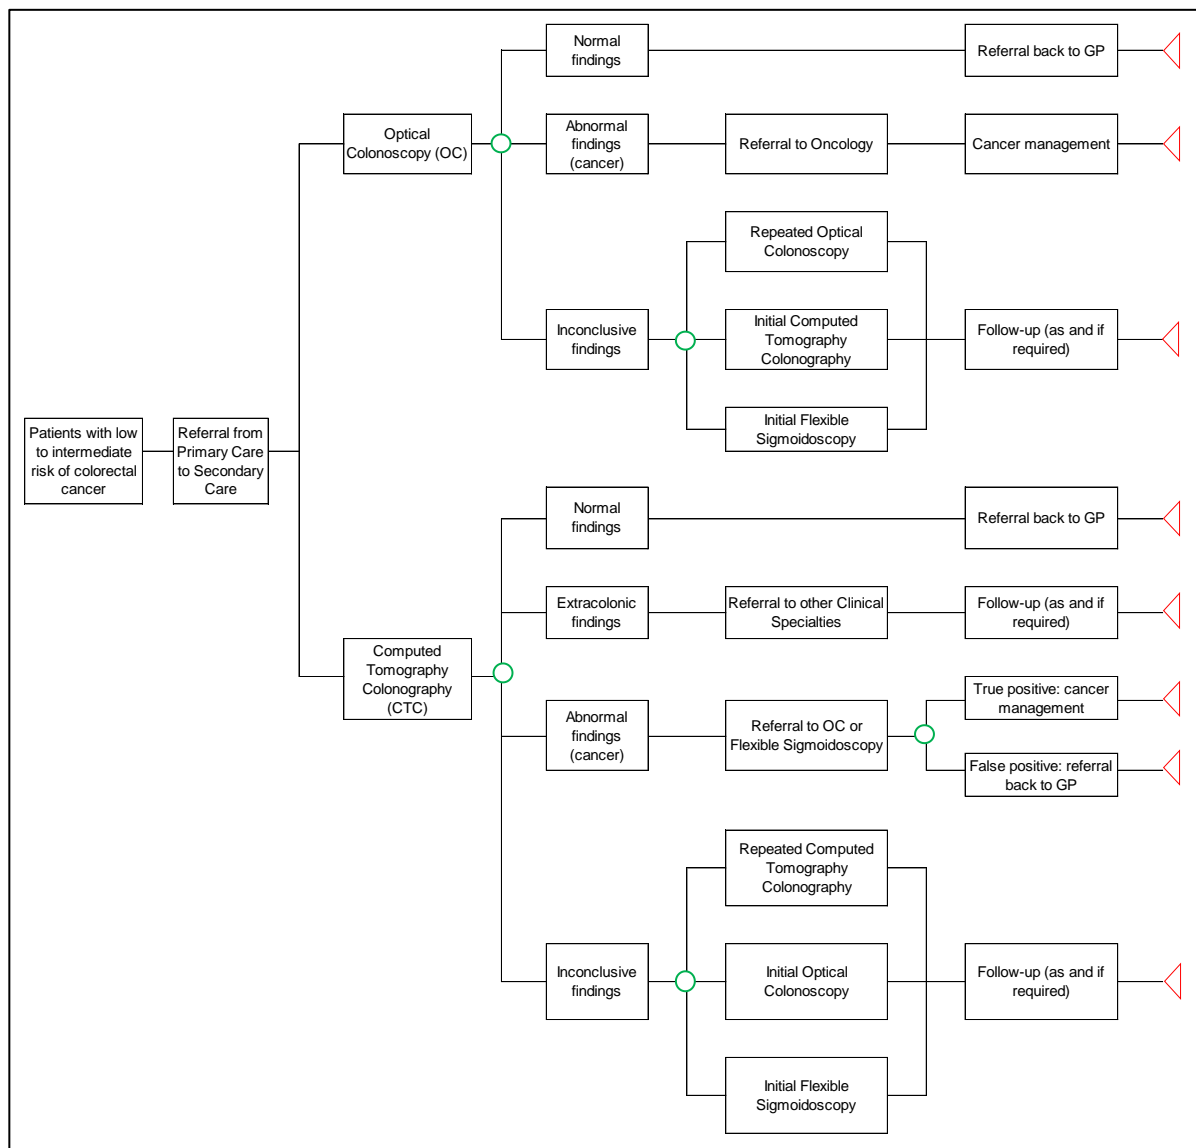 Patients with low
to intermediate
risk of colorectal
cancer
Referral from
Primary Care
to Secondary
Care
Optical
Colonoscopy (OC)
Normal
findings
Referral back to GP
Abnormal
findings
(cancer)
Referral to Oncology
Cancer management
Inconclusive
findings
Repeated Optical
Colonoscopy
Initial Computed
Tomography
Colonography
Initial Flexible
Sigmoidoscopy
Follow-up (as and if
required)
Computed
Tomography
Colonography
(CTC)
Normal
findings
Referral back to GP
Extracolonic
findings
Referral to other Clinical
Specialties
Follow-up (as and if
required)
Abnormal
findings
(cancer)
Referral to OC or
Flexible Sigmoidoscopy
True positive: cancer
management
False positive: referral
back to GP
Inconclusive
findings
Repeated Computed
Tomography
Colonography
Initial Optical
Colonoscopy
Initial Flexible
Sigmoidoscopy
Follow-up (as and if
required)